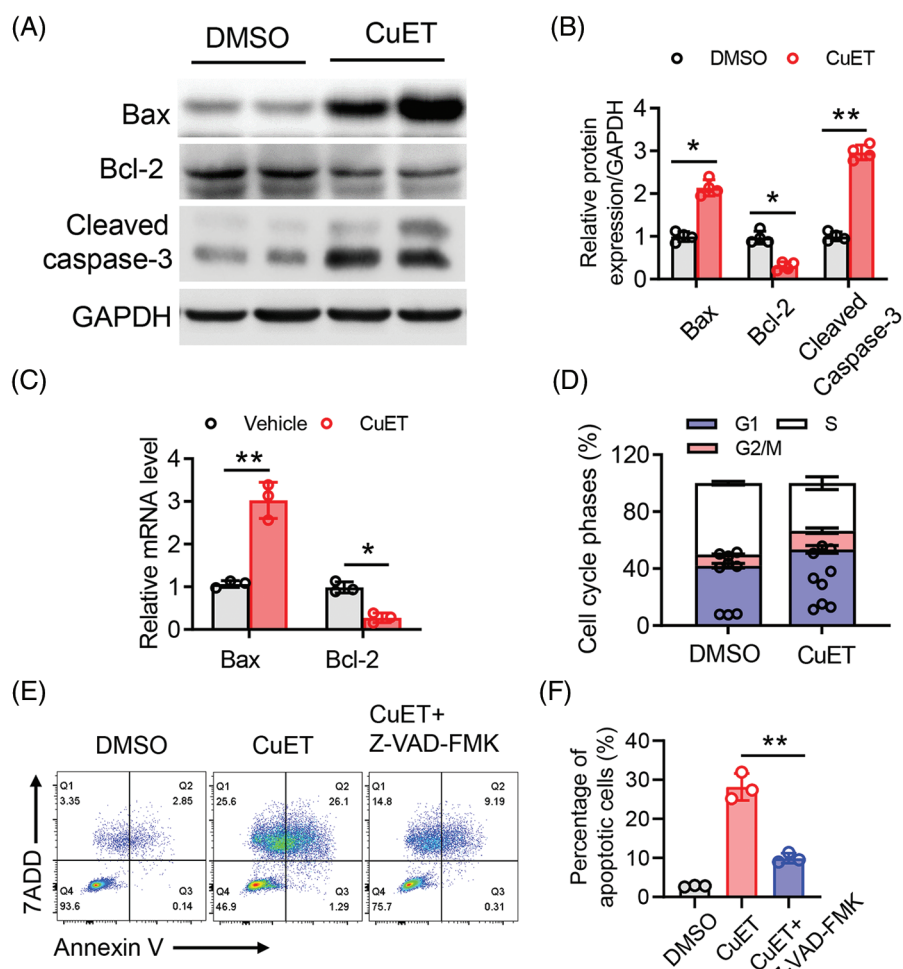 (A)
DMSO CuET
Bax
Bcl-2
Cleaved
caspase-3
GAPDH
(B)
DMSO CuET
Relative protein
expression/GAPDH
4
3
2
1
0
* * **
Bax Bcl-2 Cleaved
Caspase-3
(C)
Vehicle CuET
Relative mRNA level
4
3
2
1
0
** *
Bax Bcl-2
(D)
G1 S
G2/M
Cell cycle phases (%)
120
80
40
0
DMSO CuET
(E)
DMSO CuET CuET+
Z-VAD-FMK
Q1 Q2 Q1 Q2 Q1 Q2
3.35 2.85 25.6 26.1 14.8 9.19
Q4 Q3 Q4 Q3 Q4 Q3
93.6 0.14 46.9 1.29 75.7 0.31
7ADD
Annexin V
(F)
Percentage of
apoptotic cells (%)
40
30
20
10
0
**
DMSO CuET CuET+
Z-VAD-FMK